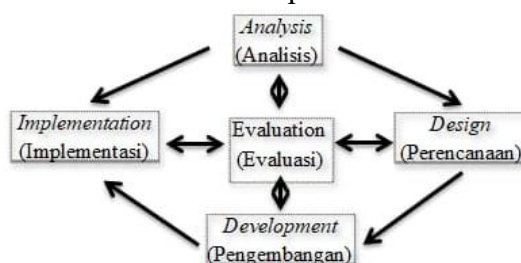 Analysis
(Analisis)
Implementation
(Implementasi)
Evaluation
(Evaluasi)
Design
(Perencanaan)
Development
(Pengembangan)